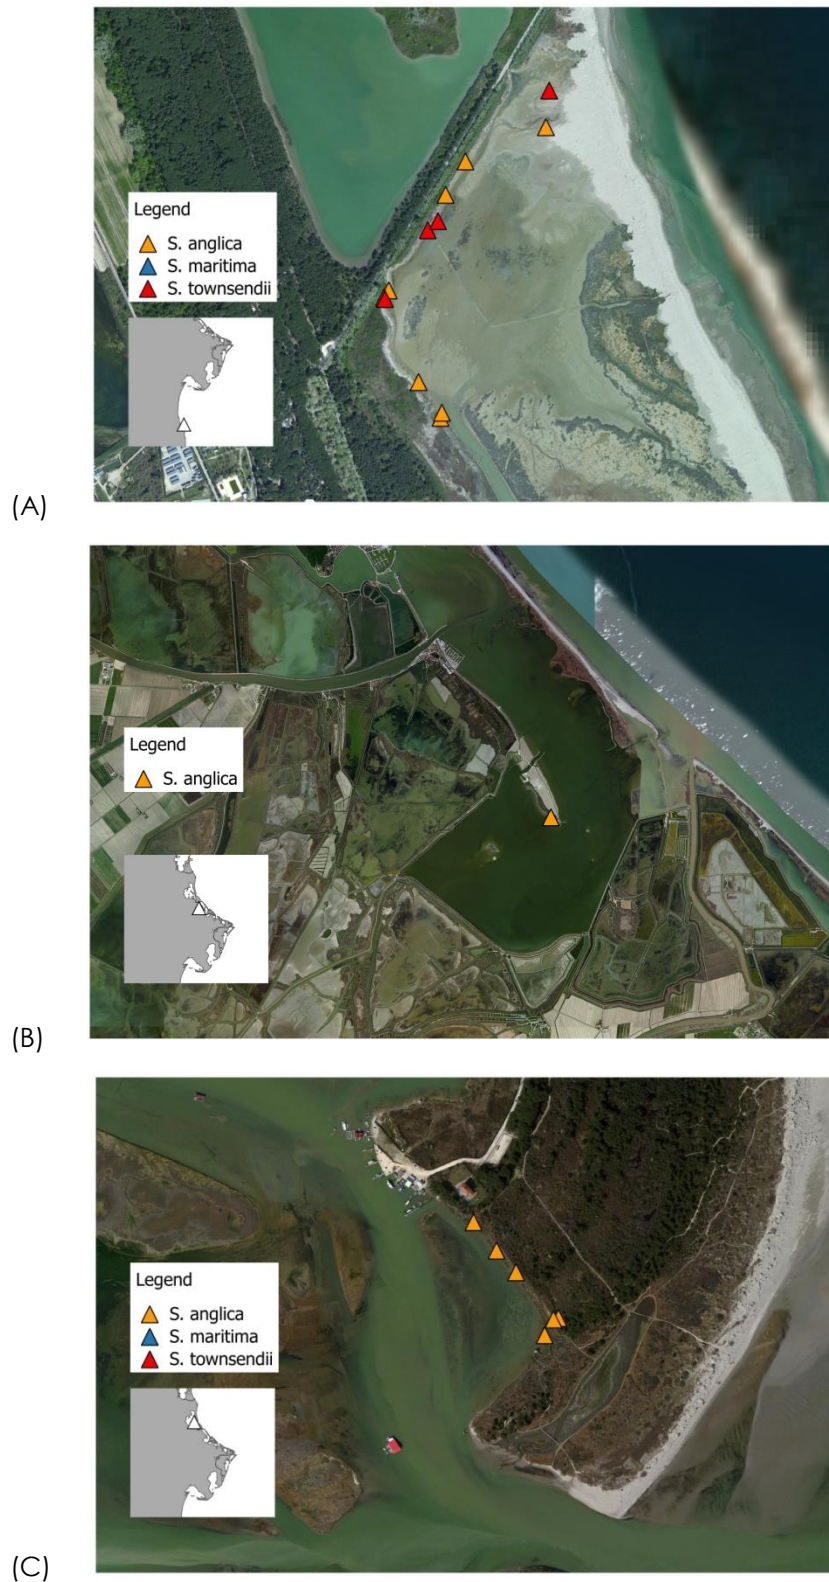 Legend
S. anglica
S. maritima
S. townsendii
(A)
Legend
S. anglica
(B)
Legend
S. anglica
S. maritima
S. townsendii
(C)